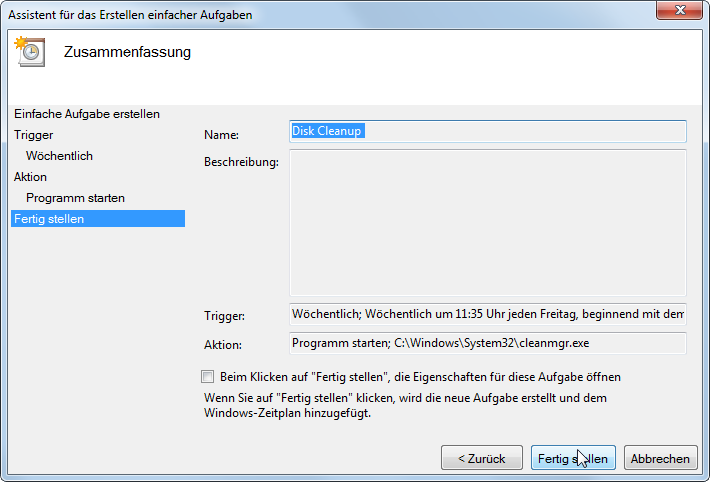 Assistent für das Erstellen einfacher Aufgaben
Zusammenfassung
Einfache Aufgabe erstellen
Trigger
Wöchentlich
Aktion
Programm starten
Fertig stellen
Name: Disk Cleanup
Beschreibung:
Trigger: Wöchentlich; Wöchentlich um 11:35 Uhr jeden Freitag, beginnend mit dem
Aktion: Programm starten; C:\Windows\System32\cleanmgr.exe
Beim Klicken auf "Fertig stellen", die Eigenschaften für diese Aufgabe öffnen
Wenn Sie auf "Fertig stellen" klicken, wird die neue Aufgabe erstellt und dem
Windows-Zeitplan hinzugefügt.
< Zurück Fertig stellen Abbrechen